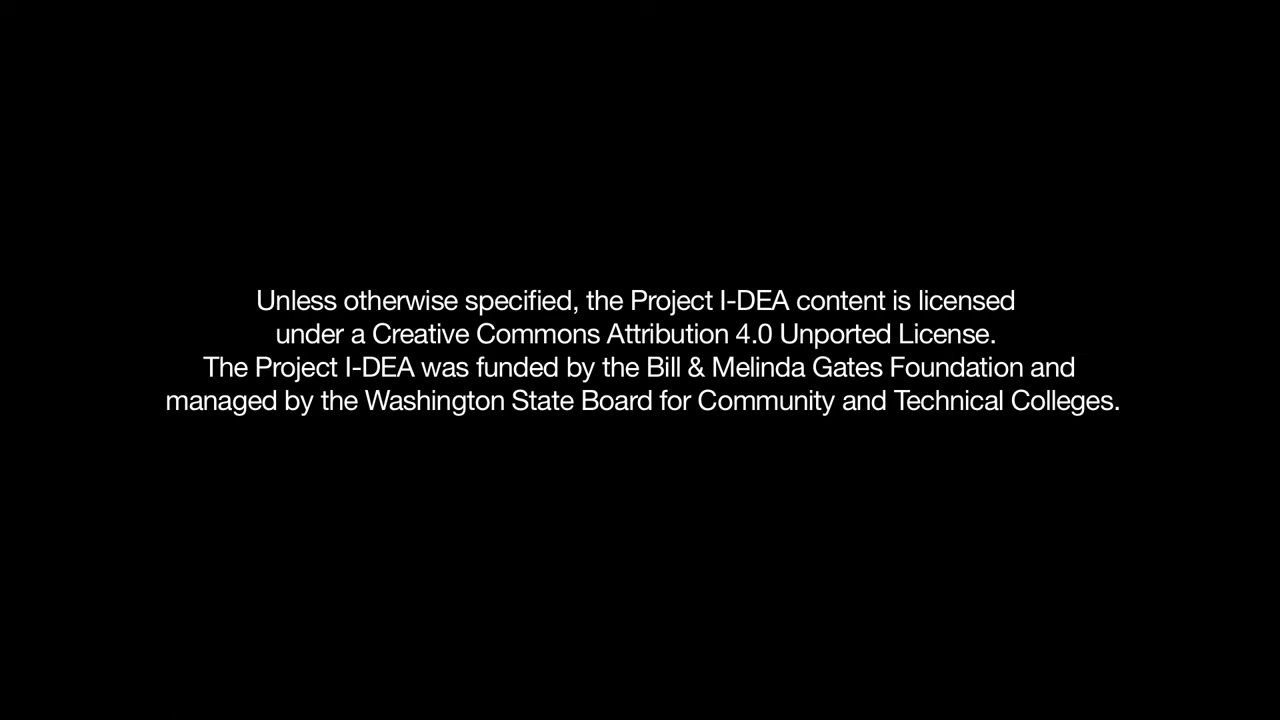 Unless otherwise specified, the Project I-DEA content is licensed
under a Creative Commons Attribution 4.0 Unported License.
The Project I-DEA was funded by the Bill & Melinda Gates Foundation and
managed by the Washington State Board for Community and Technical Colleges.